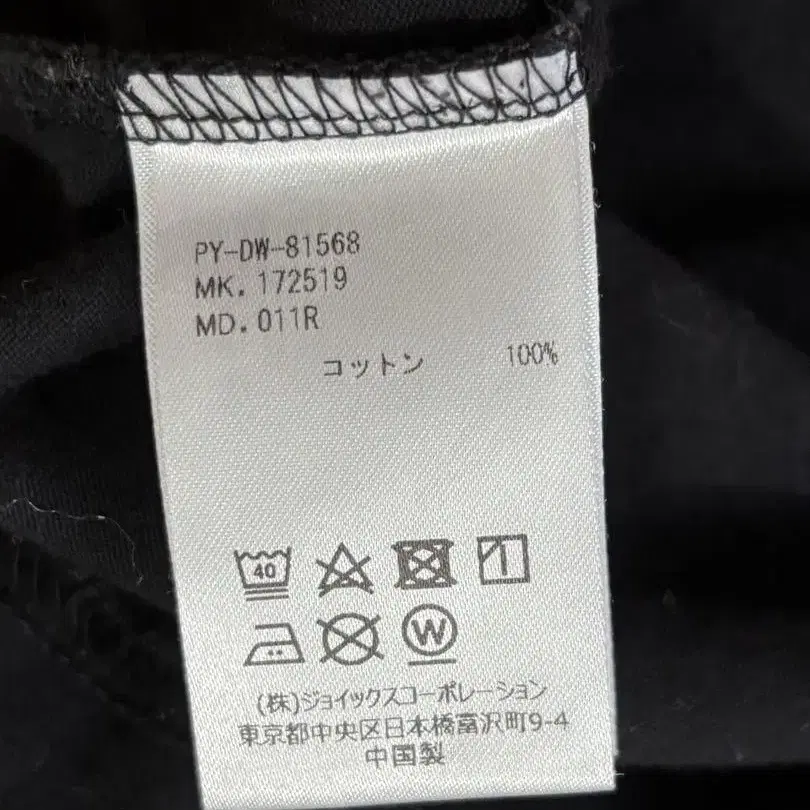 PY-DW-81568
MK. 172519
MD. 011R
コットン 100%
40
W
(株)ジョイックスコーポレーション
東京都中央区日本橋富沢町9-4
中国製